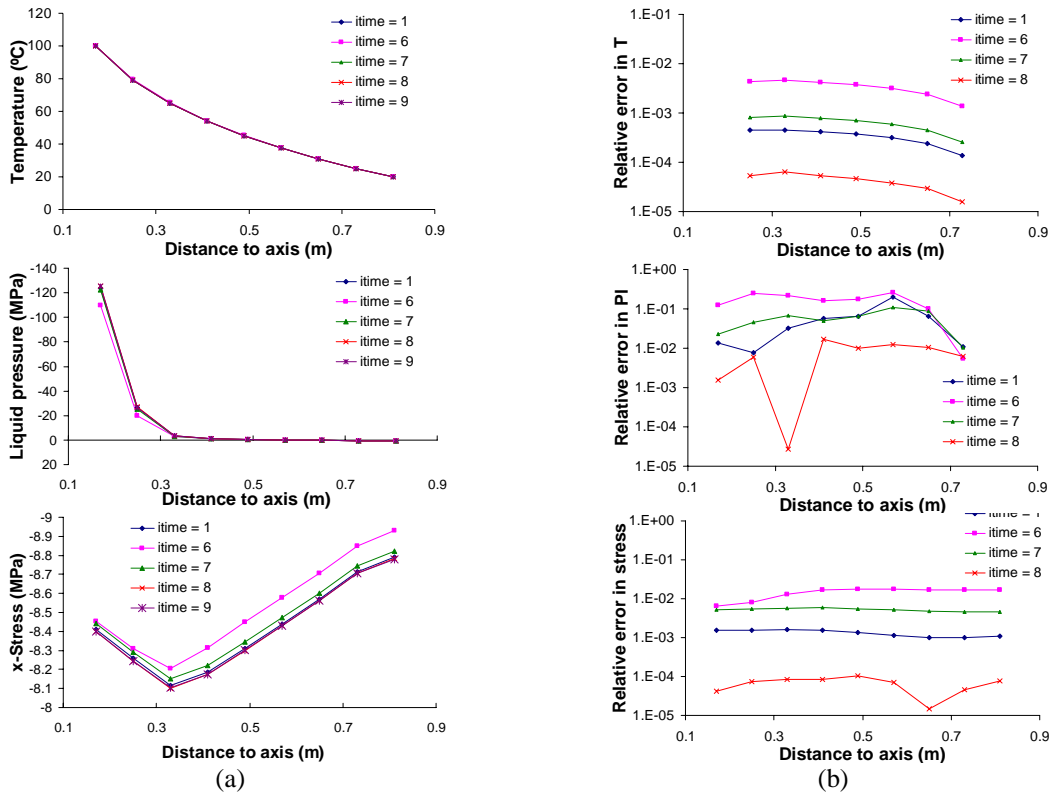 120
100
80
60
40
20
0
Temperature (ºC)
itime = 1
itime = 6
itime = 7
itime = 8
itime = 9
0.1
0.3
0.5
0.7
0.9
Distance to axis (m)
-140
-120
-100
-80
-60
-40
-20
0
20
Liquid pressure (MPa)
itime = 1
itime = 6
itime = 7
itime = 8
itime = 9
0.1
0.3
0.5
0.7
0.9
Distance to axis (m)
-9
-8.9
-8.8
-8.7
-8.6
-8.5
-8.4
-8.3
-8.2
-8.1
-8
x-Stress (MPa)
itime = 1
itime = 6
itime = 7
itime = 8
itime = 9
0.1
0.3
0.5
0.7
0.9
Distance to axis (m)
(a)
1.E-01
1.E-02
1.E-03
1.E-04
1.E-05
Relative error in T
itime = 1
itime = 6
itime = 7
itime = 8
0.1
0.3
0.5
0.7
0.9
Distance to axis (m)
1.E+00
1.E-01
1.E-02
1.E-03
1.E-04
1.E-05
Relative error in Pl
itime = 1
itime = 6
itime = 7
itime = 8
0.1
0.3
0.5
0.7
0.9
Distance to axis (m)
1.E+00
1.E-01
1.E-02
1.E-03
1.E-04
1.E-05
Relative error in stress
itime = 1
itime = 6
itime = 7
itime = 8
0.1
0.3
0.5
0.7
0.9
Distance to axis (m)
(b)